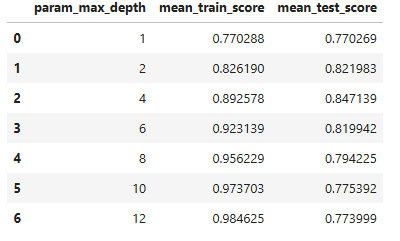 param_max_depth mean_train_score mean_test_score
0 1 0.770288 0.770269
1 2 0.826190 0.821983
2 4 0.892578 0.847139
3 6 0.923139 0.819942
4 8 0.956229 0.794225
5 10 0.973703 0.775392
6 12 0.984625 0.773999